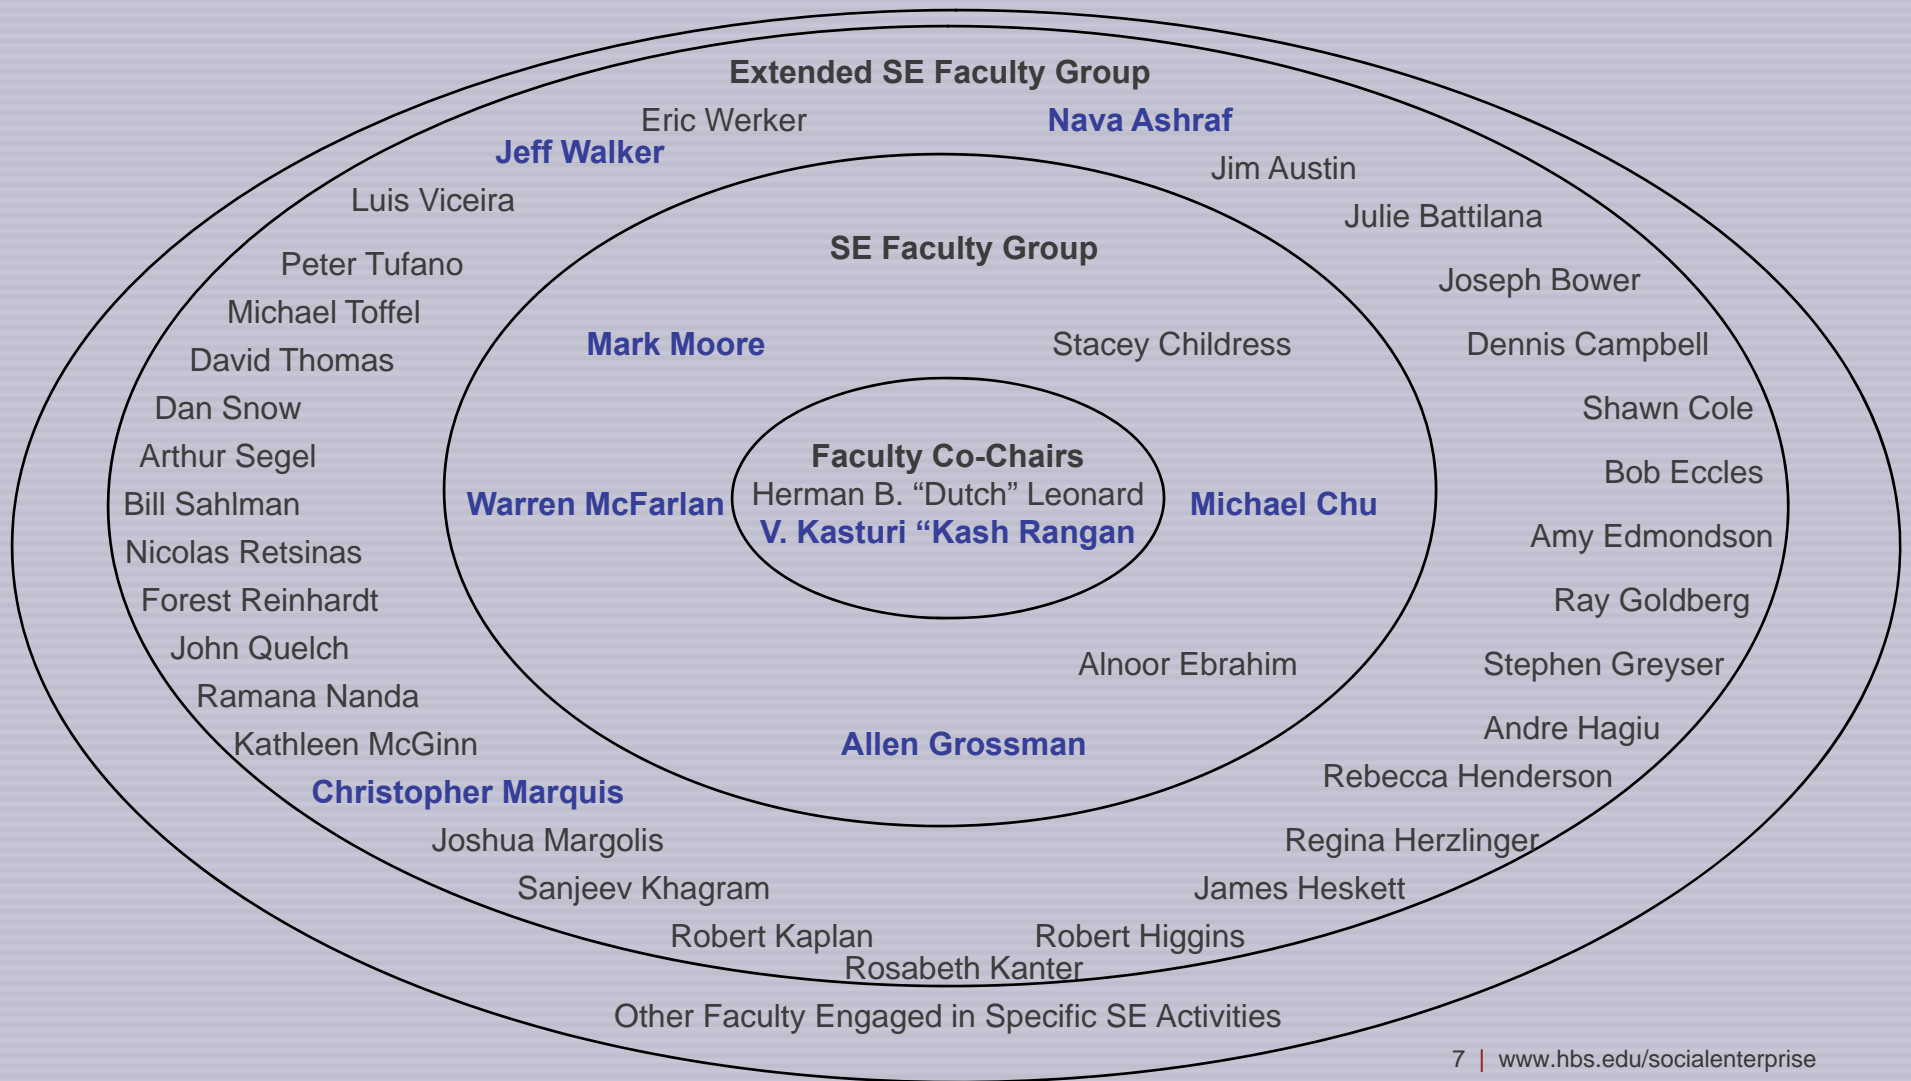 Extended SE Faculty Group
Eric Werker
Nava Ashraf
Jeff Walker
Jim Austin
Luis Viceira
Julie Battilana
SE Faculty Group
Peter Tufano
Joseph Bower
Michael Toffel
Mark Moore
Stacey Childress
Dennis Campbell
David Thomas
Dan Snow
Shawn Cole
Arthur Segel
Faculty Co-Chairs
Bob Eccles
Bill Sahlman
Warren McFarlan
Herman B. “Dutch” Leonard
Michael Chu
V. Kasturi “Kash Rangan
Amy Edmondson
Nicolas Retsinas
Forest Reinhardt
Ray Goldberg
John Quelch
Alnoor Ebrahim
Stephen Greyser
Ramana Nanda
Andre Hagiu
Kathleen McGinn
Allen Grossman
Rebecca Henderson
Christopher Marquis
Joshua Margolis
Regina Herzlinger
Sanjeev Khagram
James Heskett
Robert Kaplan
Robert Higgins
Rosabeth Kanter
Other Faculty Engaged in Specific SE Activities
7 | www.hbs.edu/socialenterprise